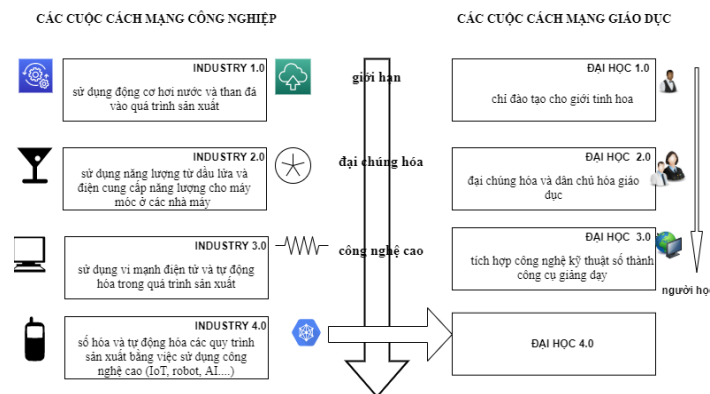 CÁC CUỘC CÁCH MẠNG CÔNG NGHIỆP
CÁC CUỘC CÁCH MẠNG GIÁO DỤC
INDUSTRY 1.0
sử dụng động cơ hơi nước và than đá
vào quá trình sản xuất
giới hạn
ĐẠI HỌC 1.0
chỉ đào tạo cho giới tinh hoa
INDUSTRY 2.0
sử dụng năng lượng từ dầu lửa và
điện cung cấp năng lượng cho máy
móc ở các nhà máy
đại chúng hóa
ĐẠI HỌC 2.0
đại chúng hóa và dân chủ hóa giáo
dục
INDUSTRY 3.0
sử dụng vi mạnh điện tử và tự động
hóa trong quá trình sản xuất
công nghệ cao
ĐẠI HỌC 3.0
tích hợp công nghệ kỹ thuật số thành
công cụ giảng dạy
người học
INDUSTRY 4.0
số hóa và tự động hóa các quy trình
sản xuất bằng việc sử dụng công
nghệ cao (IoT, robot, AI....)
ĐẠI HỌC 4.0